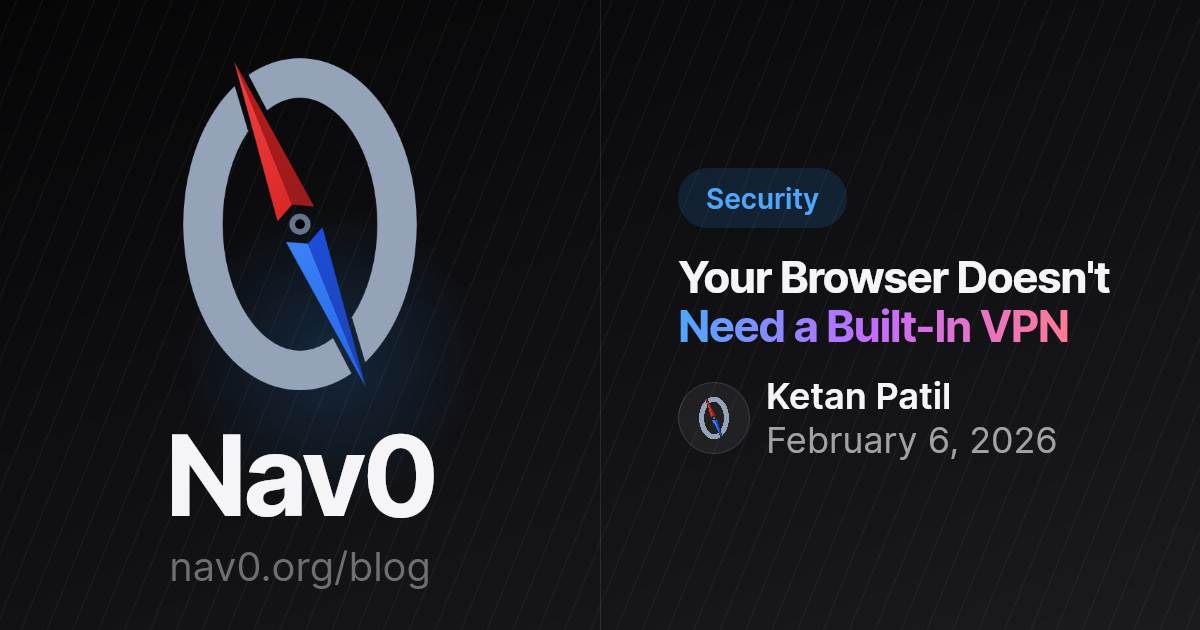 Nav0
nav0.org/blog
Security
Your Browser Doesn't
Need a Built-In VPN
Ketan Patil
February 6, 2026